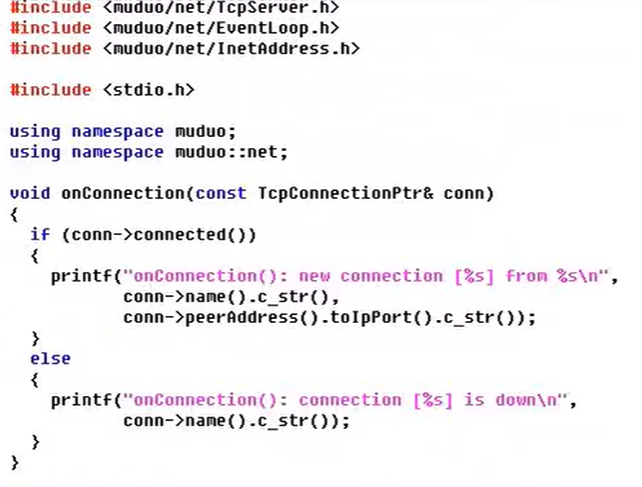 #include <muduo/net/TcpServer.h>
#include <muduo/net/EventLoop.h>
#include <muduo/net/InetAddress.h>
#include <stdio.h>
using namespace muduo;
using namespace muduo::net;
void onConnection(const TcpConnectionPtr& conn)
{
if (conn->connected())
{
printf("onConnection(): new connection [%s] from %s\n",
conn->name().c_str(),
conn->peerAddress().toIpPort().c_str());
}
else
{
printf("onConnection(): connection [%s] is down\n",
conn->name().c_str());
}
}